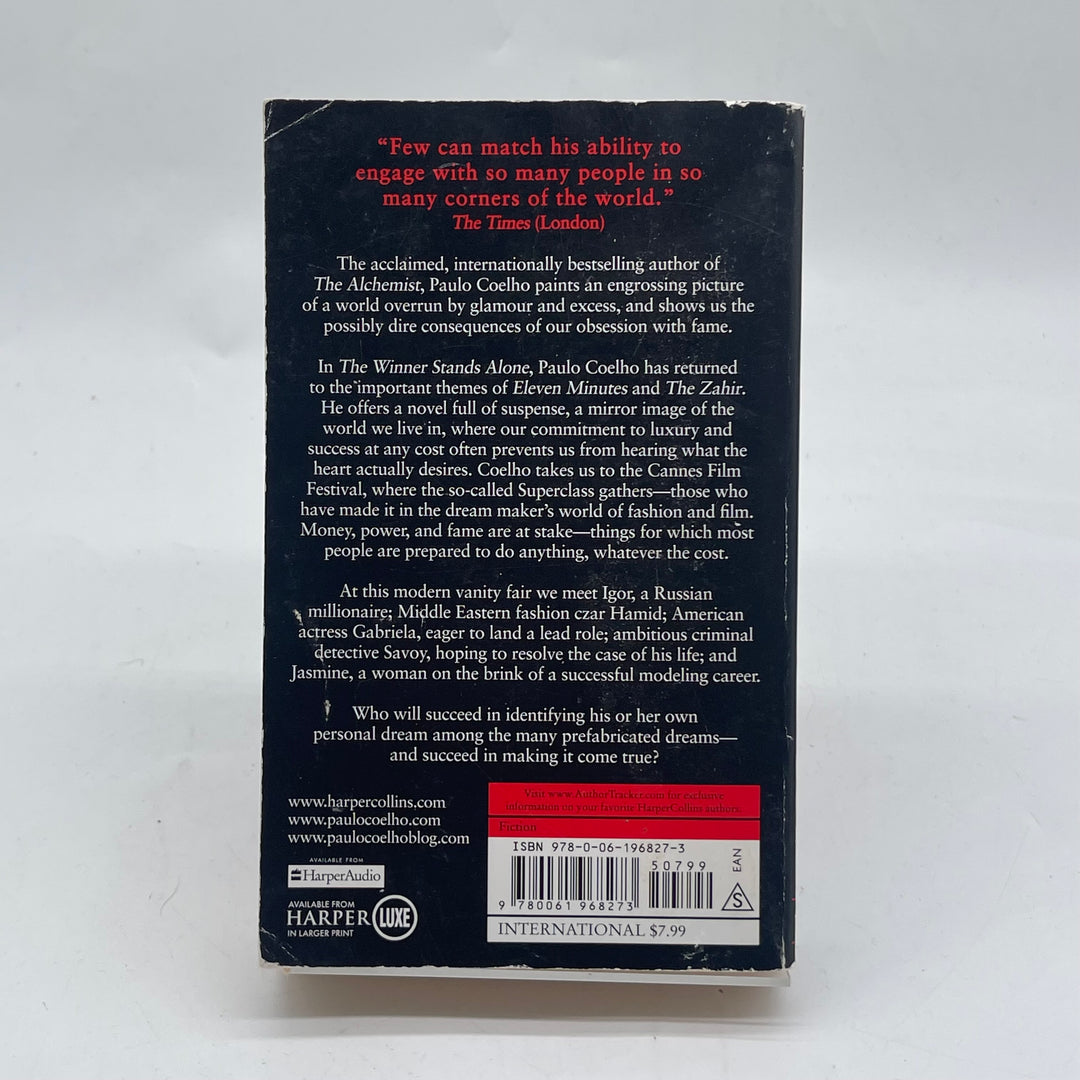 “Few can match his ability to
engage with so many people in so
many corners of the world.”
The Times (London)
The acclaimed, internationally bestselling author of
The Alchemist, Paulo Coelho paints an engrossing picture
of a world overrun by glamour and excess, and shows us the
possibly dire consequences of our obsession with fame.
In The Winner Stands Alone, Paulo Coelho has returned
to the important themes of Eleven Minutes and The Zahir.
He offers a novel full of suspense, a mirror image of the
world we live in, where our commitment to luxury and
success at any cost often prevents us from hearing what the
heart actually desires. Coelho takes us to the Cannes Film
Festival, where the so-called Superclass gathers—those who
have made it in the dream maker’s world of fashion and film.
Money, power, and fame are at stake—things for which most
people are prepared to do anything, whatever the cost.
At this modern vanity fair we meet Igor, a Russian
millionaire; Middle Eastern fashion czar Hamid; American
actress Gabriela, eager to land a lead role; ambitious criminal
detective Savoy, hoping to resolve the case of his life; and
Jasmine, a woman on the brink of a successful modeling career.
Who will succeed in identifying his or her own
personal dream among the many prefabricated dreams—
and succeed in making it come true?
www.harpercollins.com
www.paulocoelho.com
www.paulocoelhoblog.com
AVAILABLE FROM
HarperAudio
AVAILABLE FROM
HARPER LUXE
IN LARGER PRINT
Visit www.AuthorTracker.com for exclusive
information on your favorite HarperCollins authors.
Fiction
ISBN 978-0-06-196827-3
50799
9 780061 968273
EAN
S
INTERNATIONAL $7.99